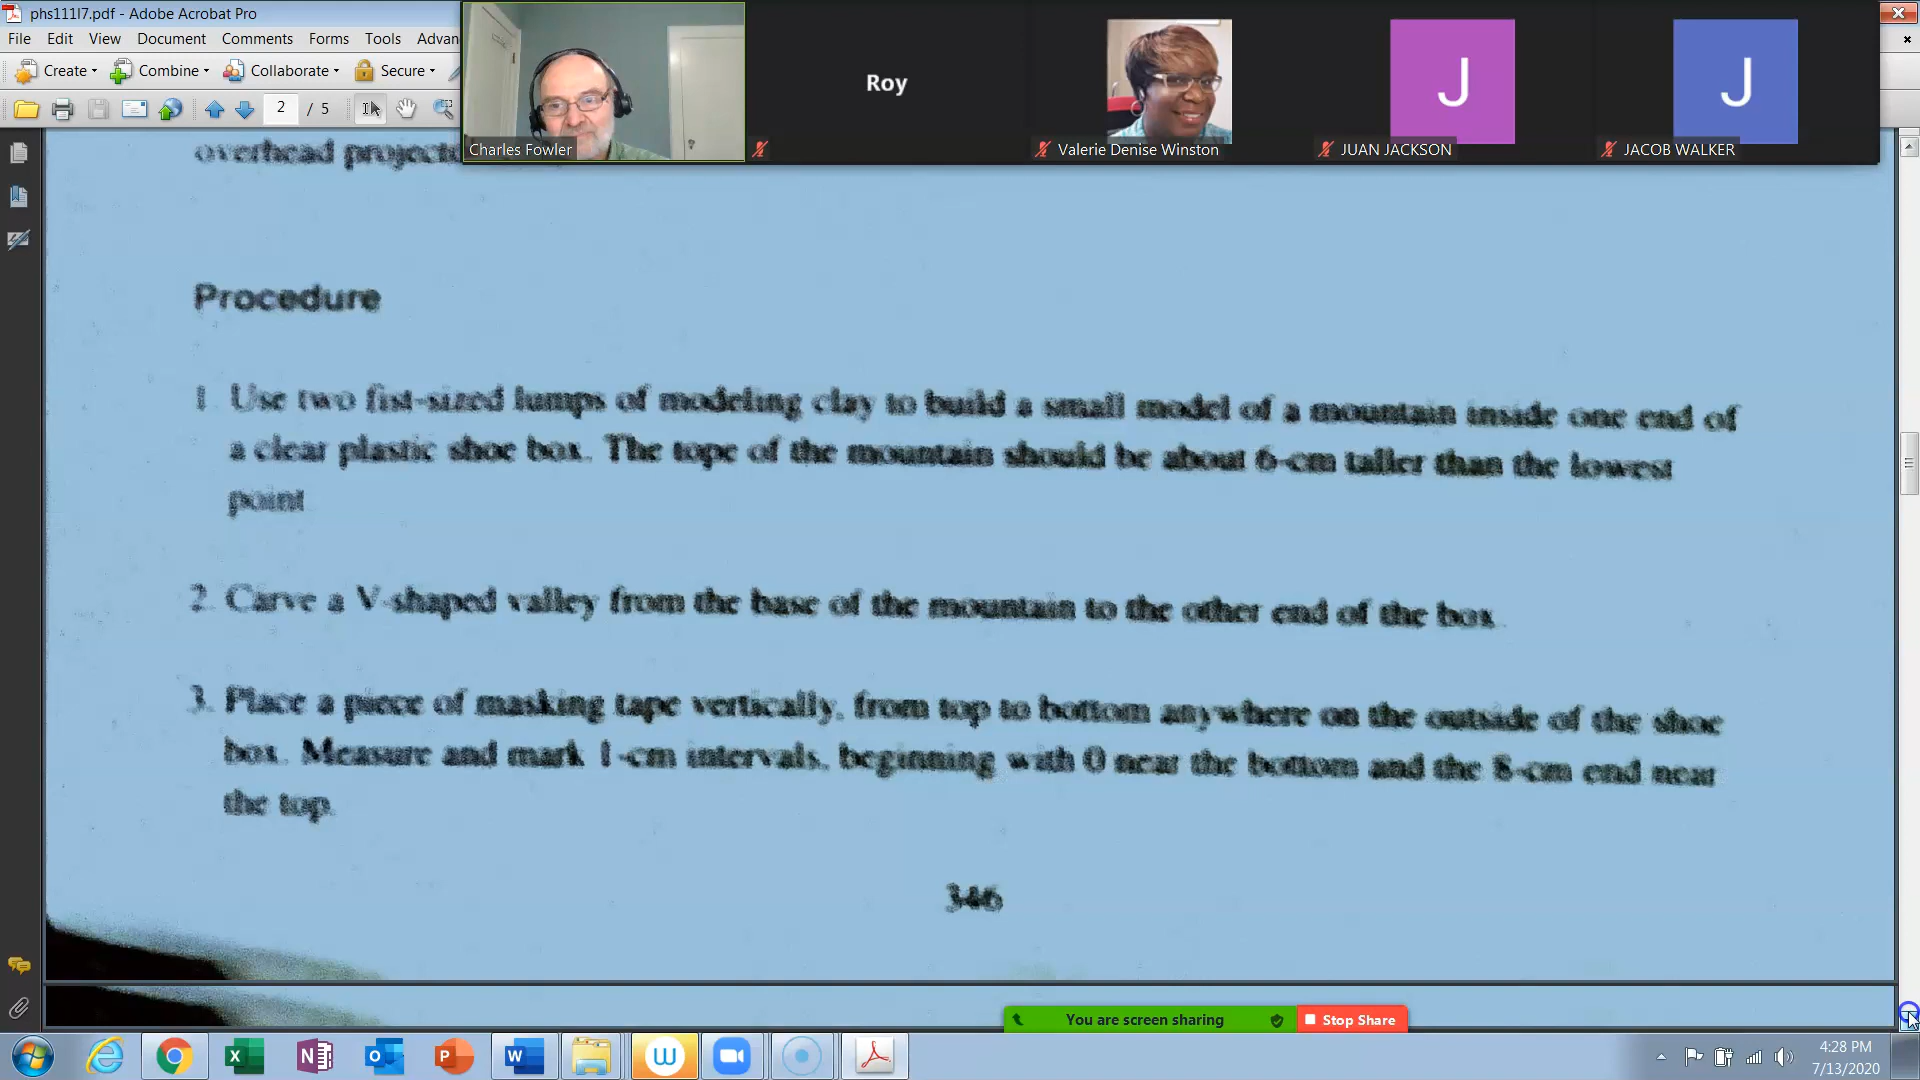 phs111l7.pdf - Adobe Acrobat Pro
File Edit View Document Comments Forms Tools Advan
Create Combine Collaborate Secure
2 / 5
Charles Fowler
Roy
Valerie Denise Winston
J
JUAN JACKSON
J
JACOB WALKER
overhead projecto
Procedure
1. Use two fist-sized lumps of modeling clay to build a small model of a mountain inside one end of
a clear plastic shoe box. The tope of the mountain should be about 6-cm taller than the lowest
point
2. Carve a V-shaped valley from the base of the mountain to the other end of the box
3. Place a piece of masking tape vertically, from top to bottom anywhere on the outside of the shoe
box. Measure and mark 1-cm intervals, beginning with 0 near the bottom and the 8-cm end near
the top.
346
You are screen sharing Stop Share
4:28 PM
7/13/2020